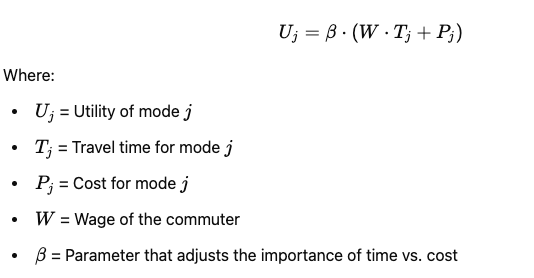 U_j = β · (W · T_j + P_j)
Where:
• U_j = Utility of mode j
• T_j = Travel time for mode j
• P_j = Cost for mode j
• W = Wage of the commuter
• β = Parameter that adjusts the importance of time vs. cost